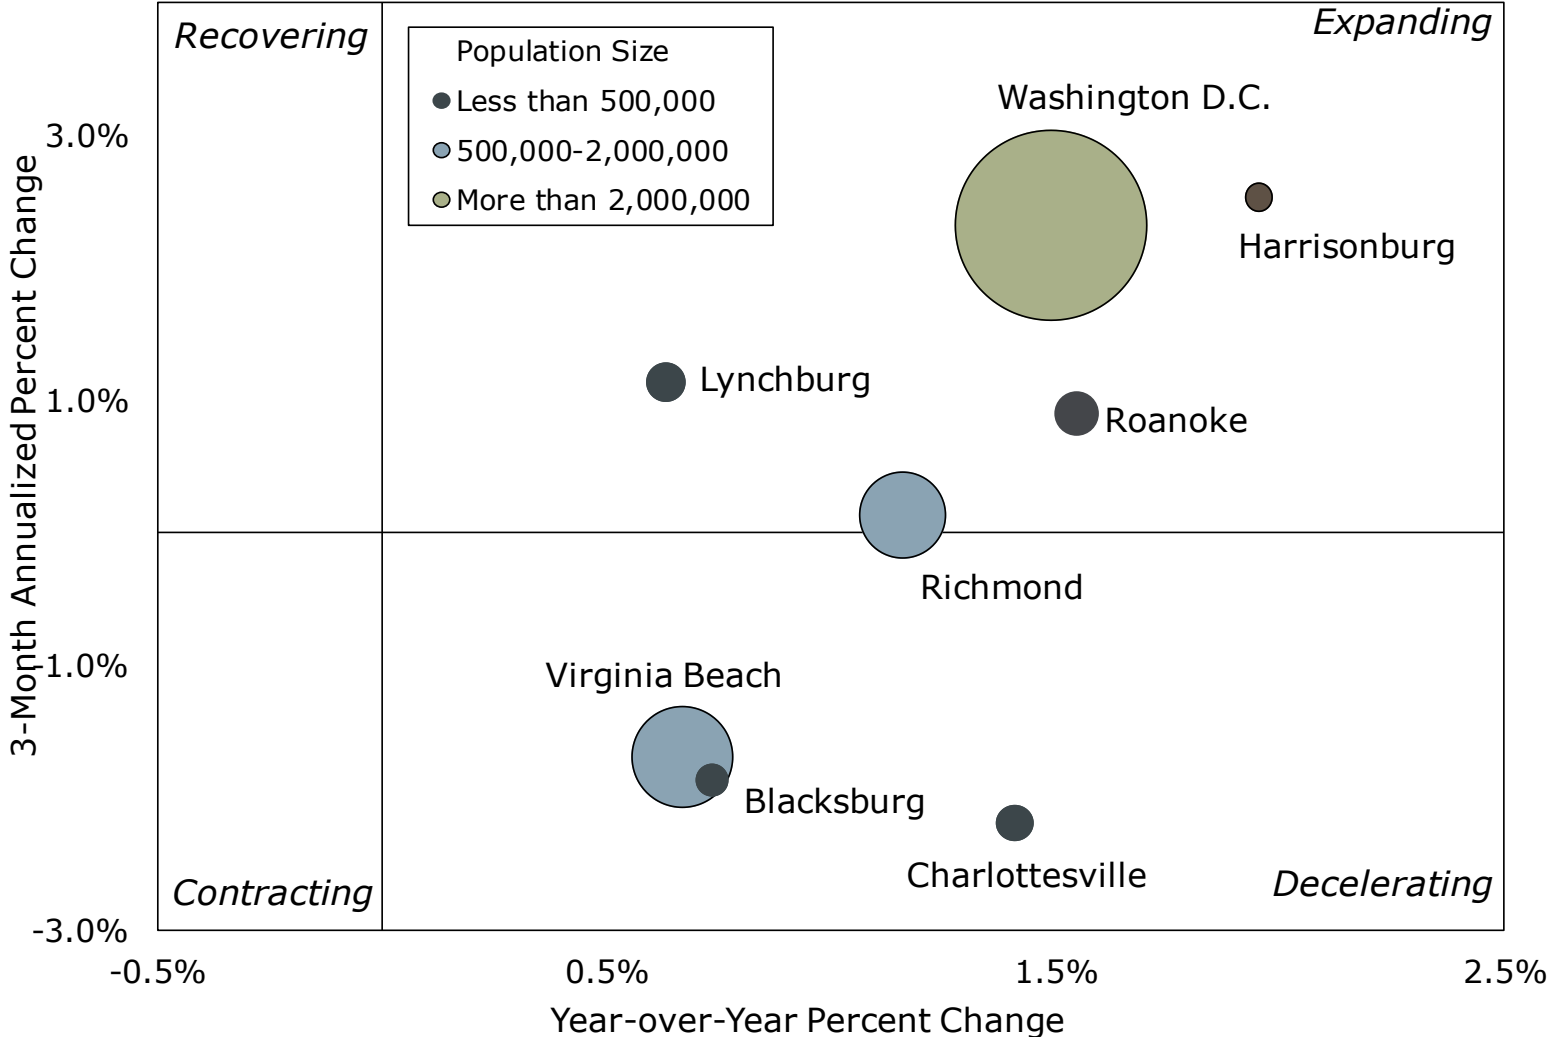 Recovering
Expanding
Population Size
Less than 500,000
500,000-2,000,000
More than 2,000,000
Washington D.C.
Harrisonburg
Lynchburg
Roanoke
Richmond
Virginia Beach
Blacksburg
Charlottesville
Contracting
Decelerating
3-Month Annualized Percent Change
3.0%
1.0%
-1.0%
-3.0%
-0.5%
0.5%
1.5%
2.5%
Year-over-Year Percent Change